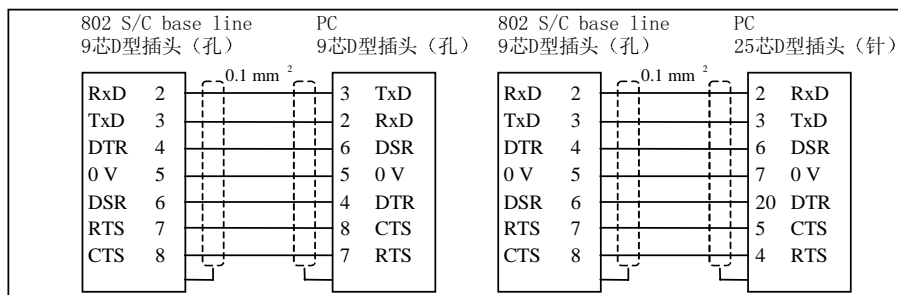 802 S/C base line
9芯D型插头（孔）
PC
9芯D型插头（孔）
0.1 mm ²
RxD 2 3 TxD
TxD 3 2 RxD
DTR 4 6 DSR
0 V 5 5 0 V
DSR 6 4 DTR
RTS 7 8 CTS
CTS 8 7 RTS
802 S/C base line
9芯D型插头（孔）
PC
25芯D型插头（针）
0.1 mm ²
RxD 2 2 RxD
TxD 3 3 TxD
DTR 4 6 DSR
0 V 5 7 0 V
DSR 6 20 DTR
RTS 7 5 CTS
CTS 8 4 RTS